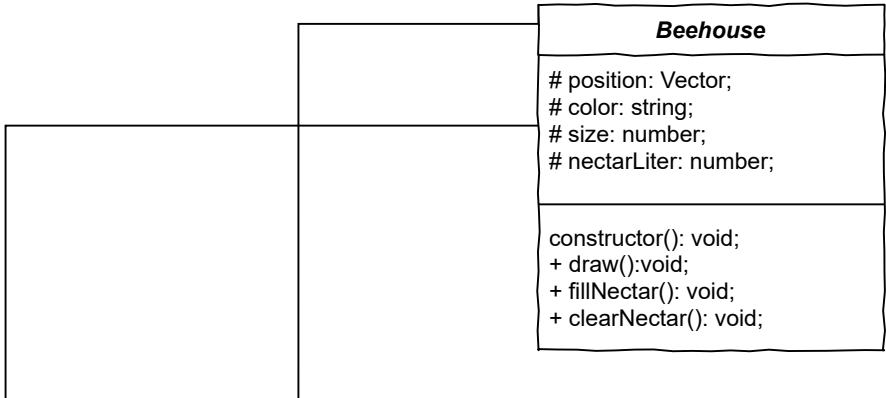 Beehouse
# position: Vector;
# color: string;
# size: number;
# nectarLiter: number;
constructor(): void;
+ draw():void;
+ fillNectar(): void;
+ clearNectar(): void;